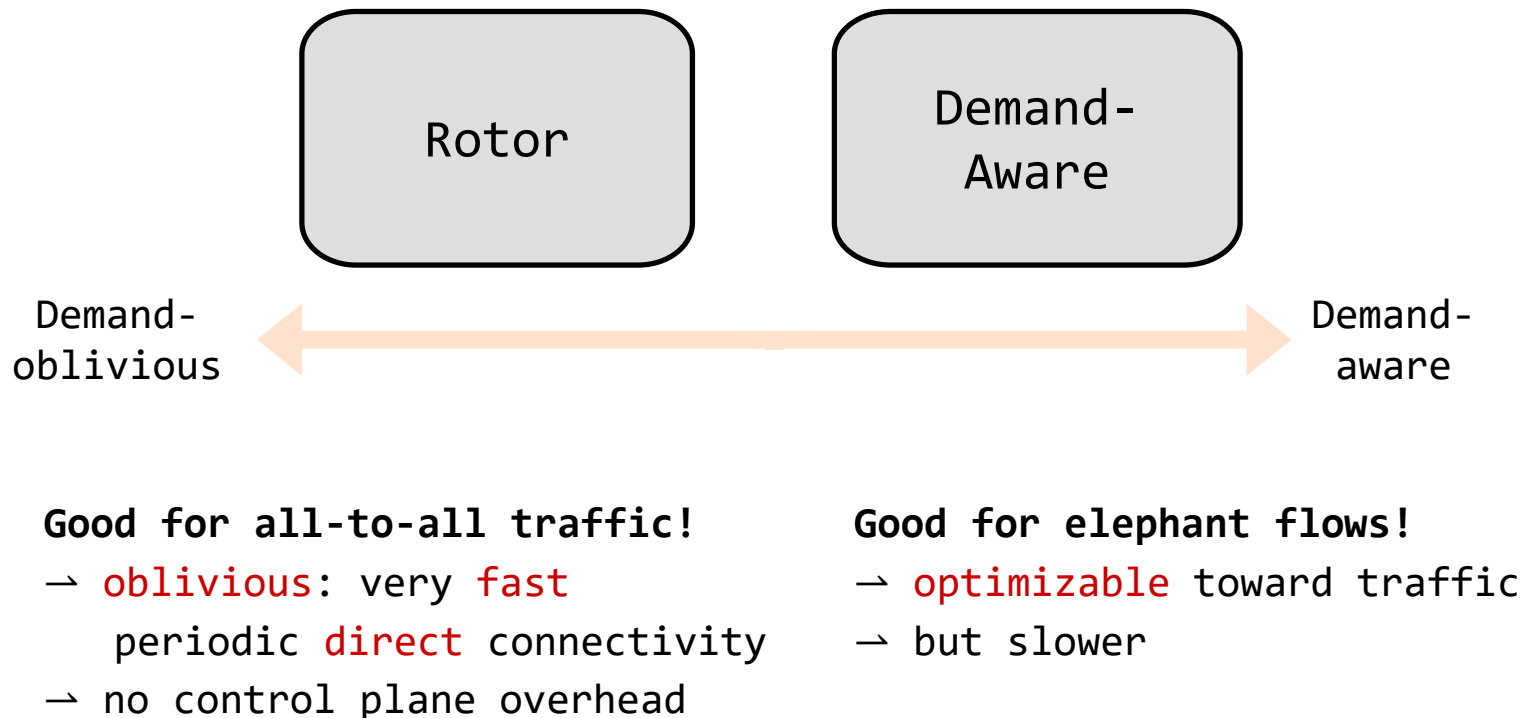 Rotor
Demand-
Aware
Demand-
oblivious
Demand-
aware
Good for all-to-all traffic!
⇀ oblivious: very fast
periodic direct connectivity
⇀ no control plane overhead
Good for elephant flows!
⇀ optimizable toward traffic
⇀ but slower